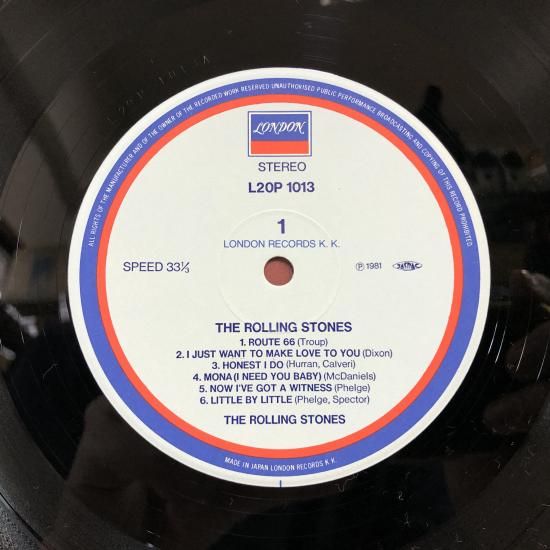 ALL RIGHTS OF THE MANUFACTURER AND OF THE OWNER OF THE RECORDED WORK RESERVED UNAUTHORISED PUBLIC PERFORMANCE BROADCASTING AND COPYING OF THIS RECORD PROHIBITED
LONDON
STEREO
L20P 1013
1
LONDON RECORDS K. K.
SPEED 33⅓ ℗ 1981 JASRAC
THE ROLLING STONES
1. ROUTE 66 (Troup)
2. I JUST WANT TO MAKE LOVE TO YOU (Dixon)
3. HONEST I DO (Hurran, Calveri)
4. MONA (I NEED YOU BABY) (McDaniels)
5. NOW I'VE GOT A WITNESS (Phelge)
6. LITTLE BY LITTLE (Phelge, Spector)
THE ROLLING STONES
MADE IN JAPAN LONDON RECORDS K. K.